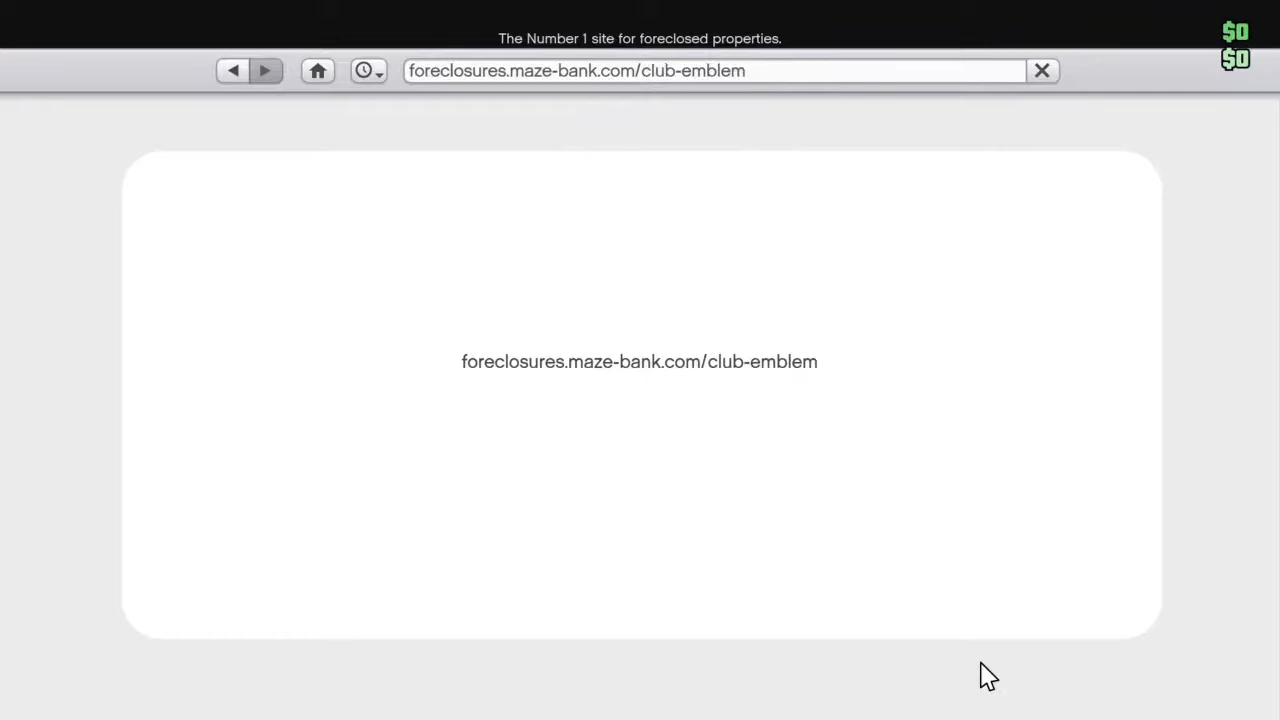 The Number 1 site for foreclosed properties.
$0
$0
foreclosures.maze-bank.com/club-emblem
foreclosures.maze-bank.com/club-emblem